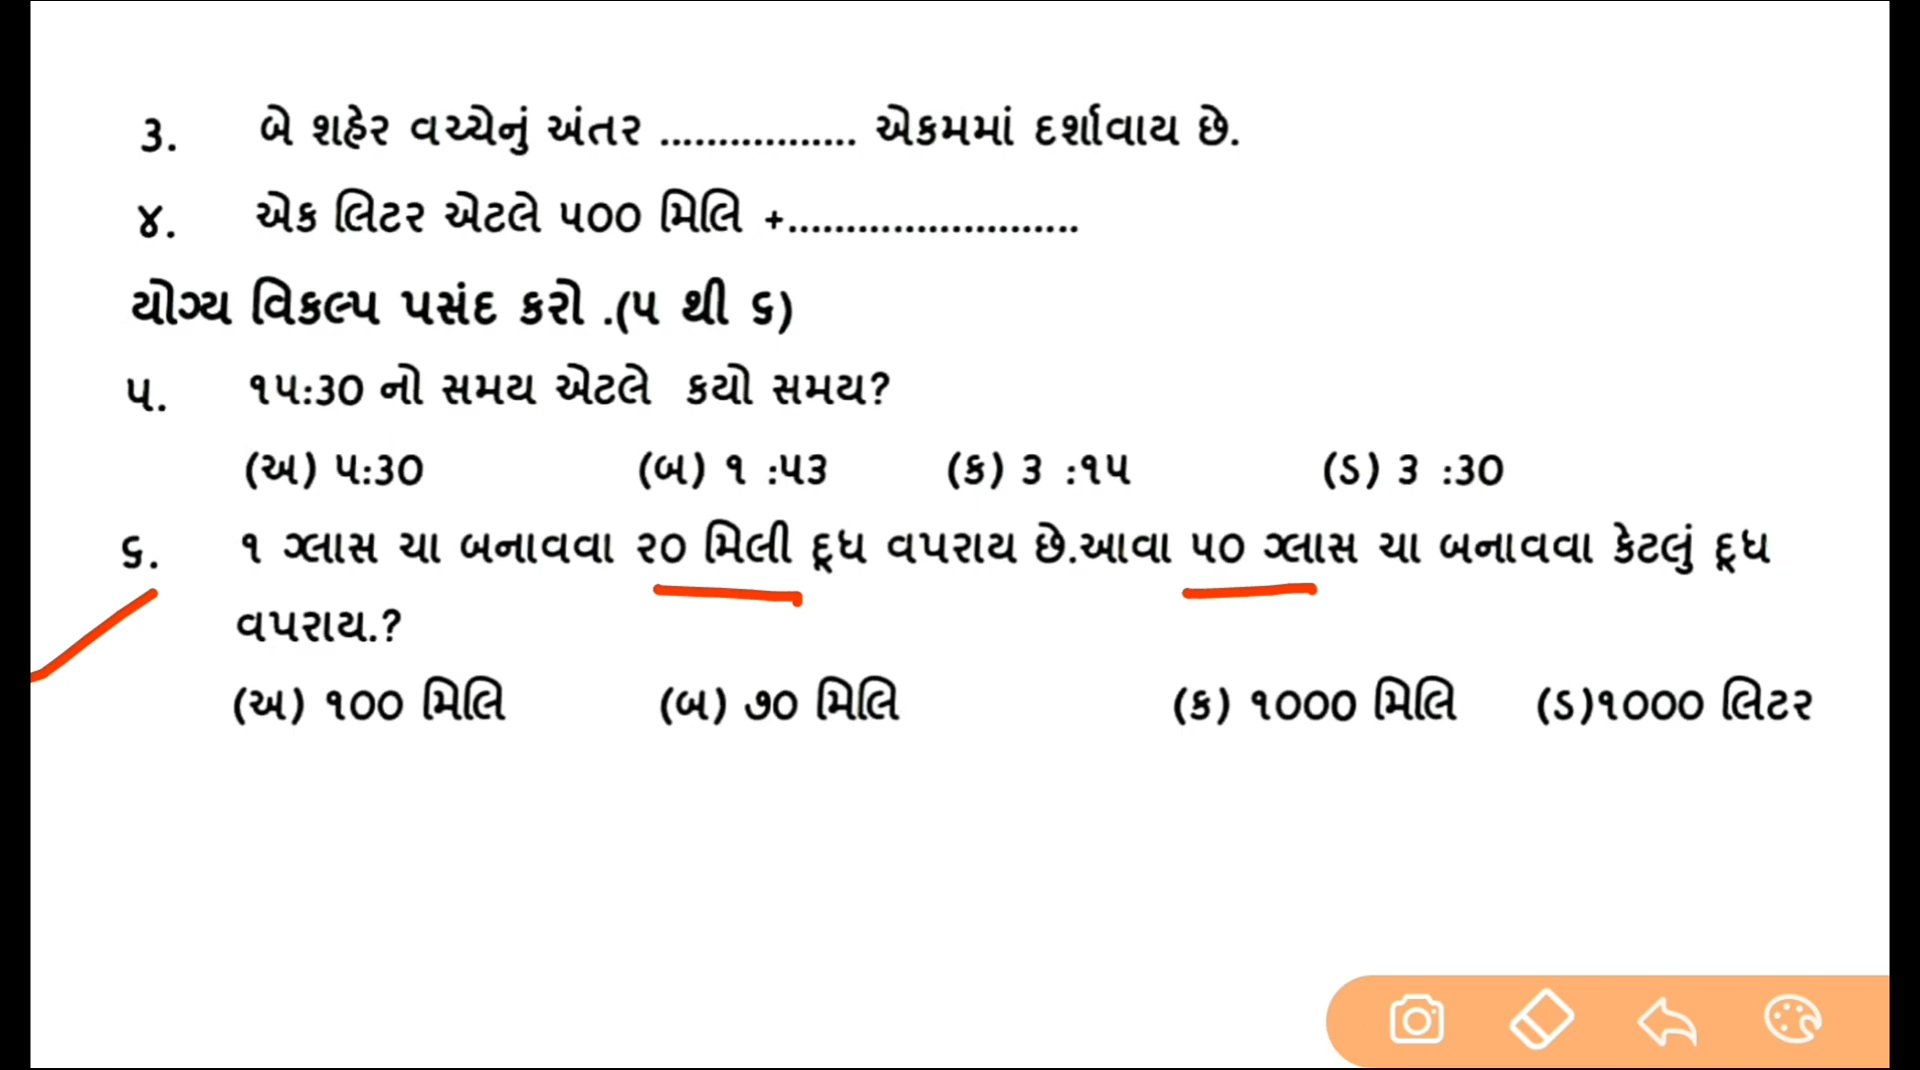 ૩. બે શહેર વચ્ચેનું અંતર ................. એકમમાં દર્શાવાય છે.
૪. એક લિટર એટલે ૫૦૦ મિલિ +.........................
યોગ્ય વિકલ્પ પસંદ કરો .(૫ થી ૬)
૫. ૧૫:૩૦ નો સમય એટલે કયો સમય?
(અ) ૫:૩૦ (બ) ૧ :૫૩ (ક) ૩ :૧૫ (ડ) ૩ :૩૦
૬. ૧ ગ્લાસ ચા બનાવવા ૨૦ મિલી દૂધ વપરાય છે.આવા ૫૦ ગ્લાસ ચા બનાવવા કેટલું દૂધ
વપરાય.?
(અ) ૧૦૦ મિલિ (બ) ૭૦ મિલિ (ક) ૧૦૦૦ મિલિ (ડ)૧૦૦૦ લિટર